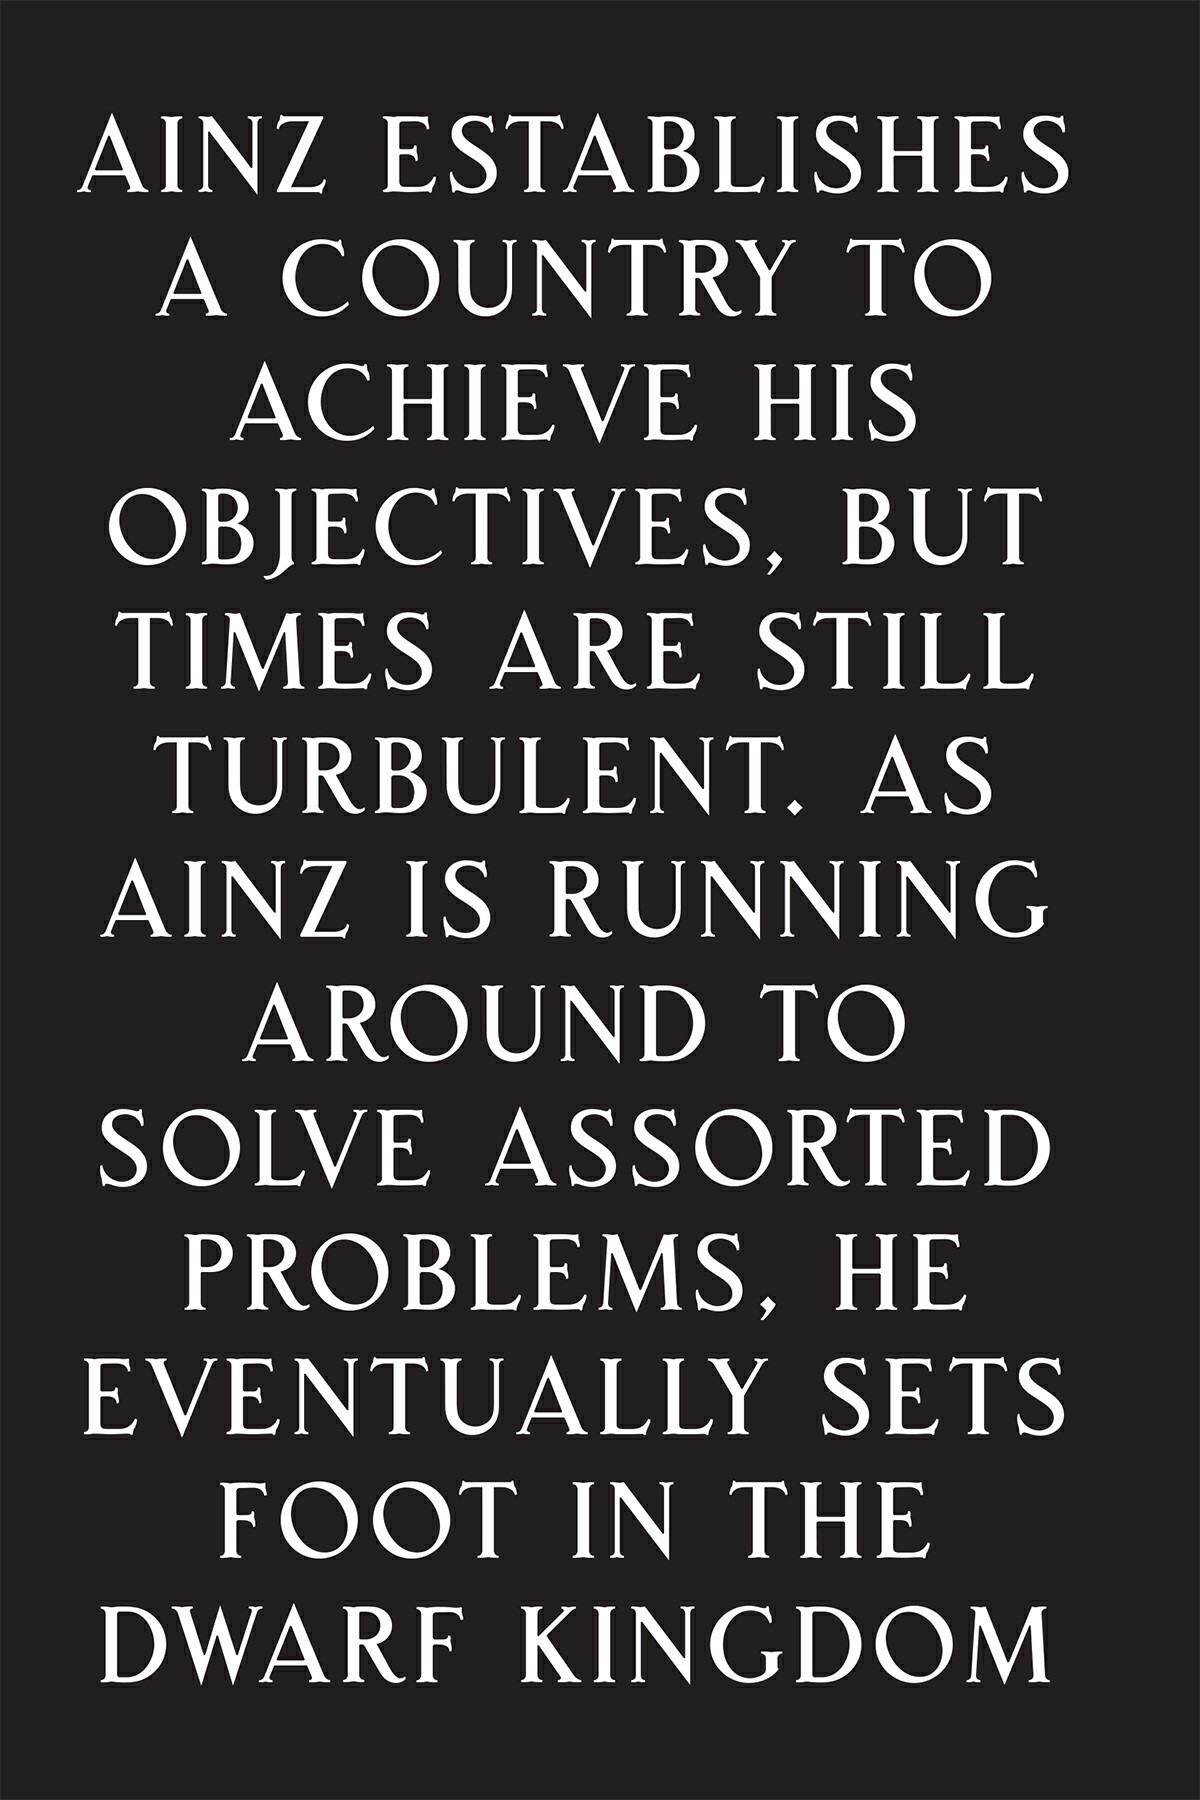 AINZ ESTABLISHES
A COUNTRY TO
ACHIEVE HIS
OBJECTIVES, BUT
TIMES ARE STILL
TURBULENT. AS
AINZ IS RUNNING
AROUND TO
SOLVE ASSORTED
PROBLEMS, HE
EVENTUALLY SETS
FOOT IN THE
DWARF KINGDOM